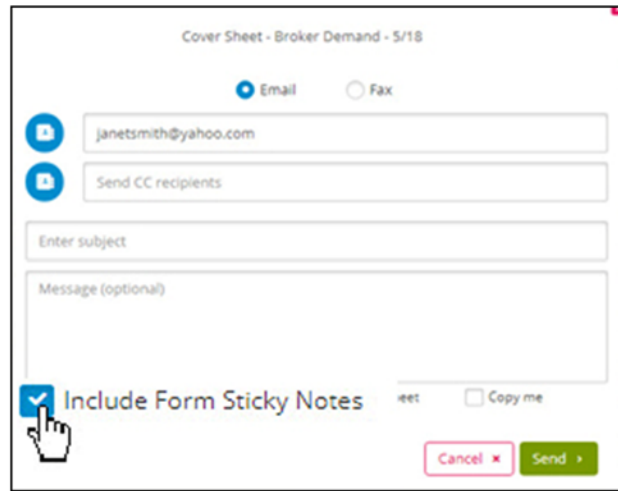 Cover Sheet - Broker Demand - 5/18
Email Fax
janetsmith@yahoo.com
Send CC recipients
Enter subject
Message (optional)
Include Form Sticky Notes Copy me
Cancel × Send ›